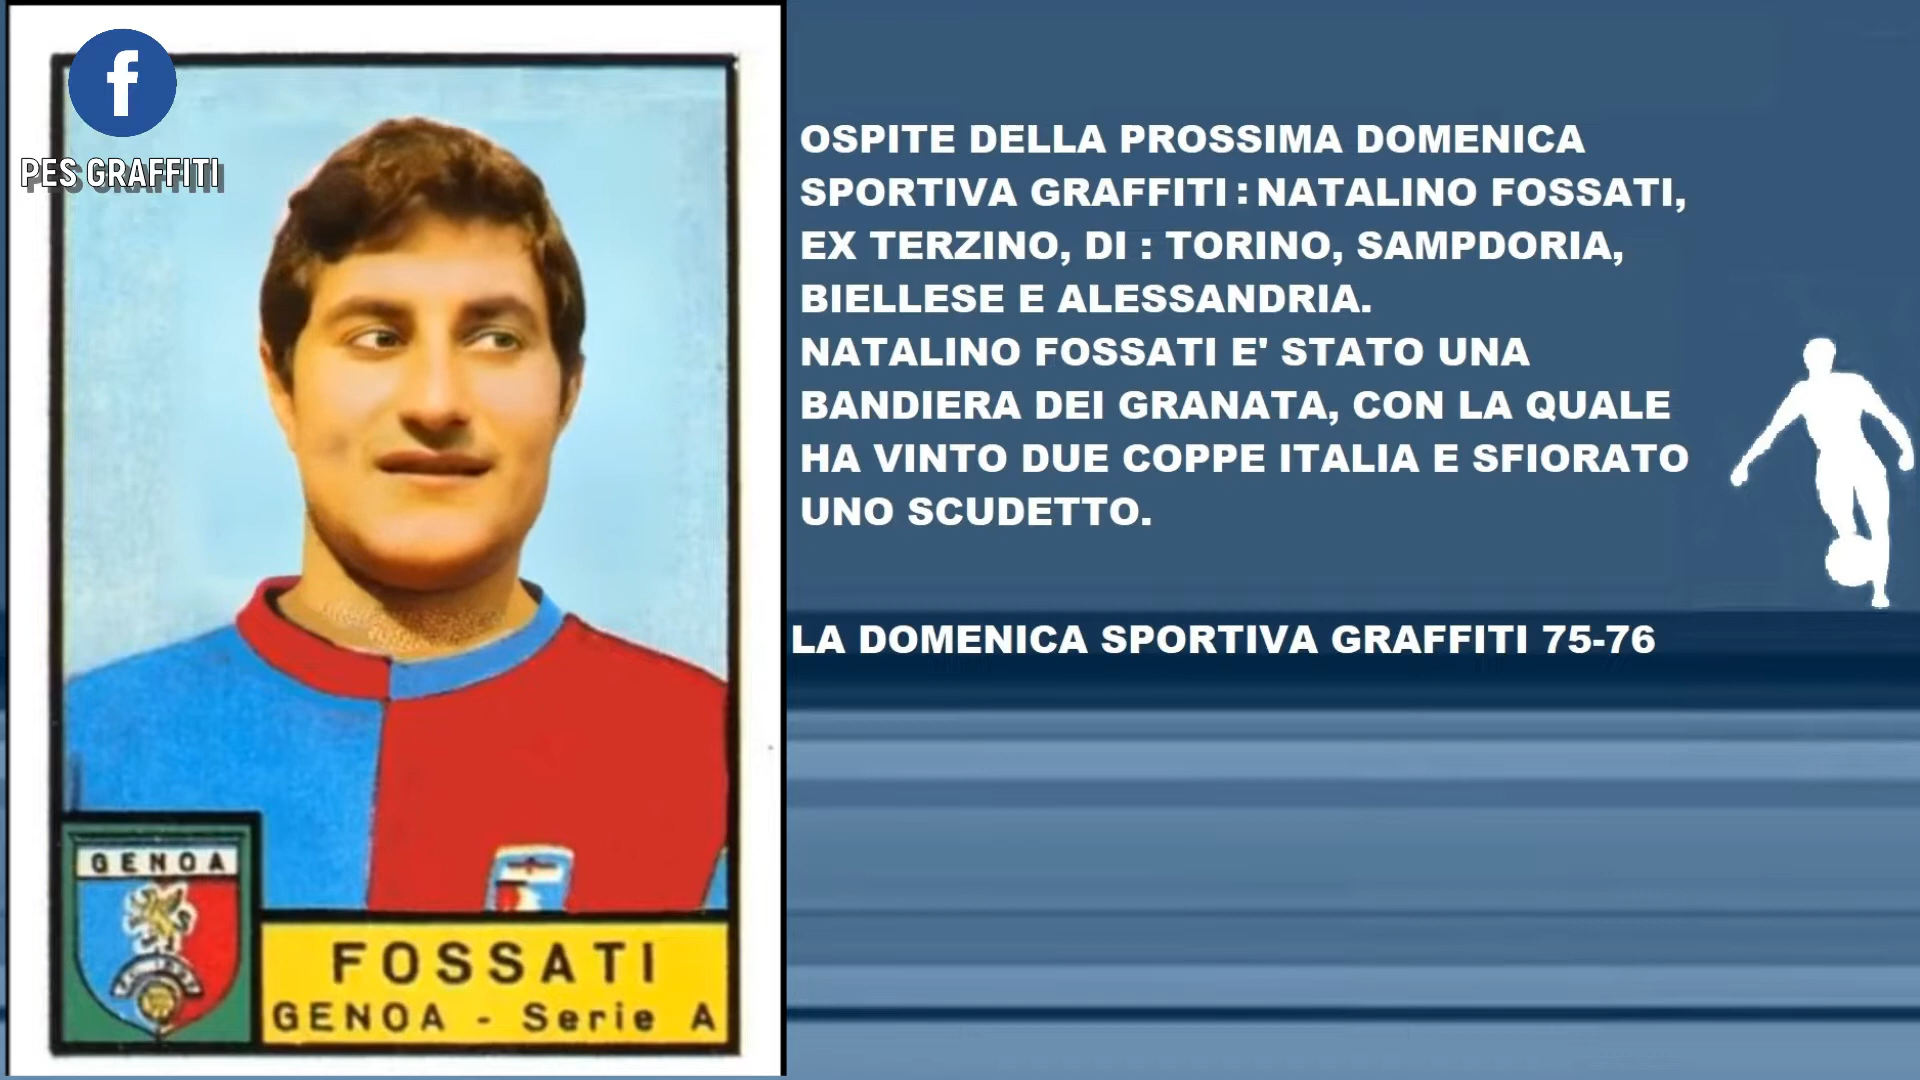 f
PES GRAFFITI
OSPITE DELLA PROSSIMA DOMENICA
SPORTIVA GRAFFITI : NATALINO FOSSATI,
EX TERZINO, DI : TORINO, SAMPDORIA,
BIELLESE E ALESSANDRIA.
NATALINO FOSSATI E' STATO UNA
BANDIERA DEI GRANATA, CON LA QUALE
HA VINTO DUE COPPE ITALIA E SFIORATO
UNO SCUDETTO.
LA DOMENICA SPORTIVA GRAFFITI 75-76
GENOA
FOSSATI
GENOA - Serie A